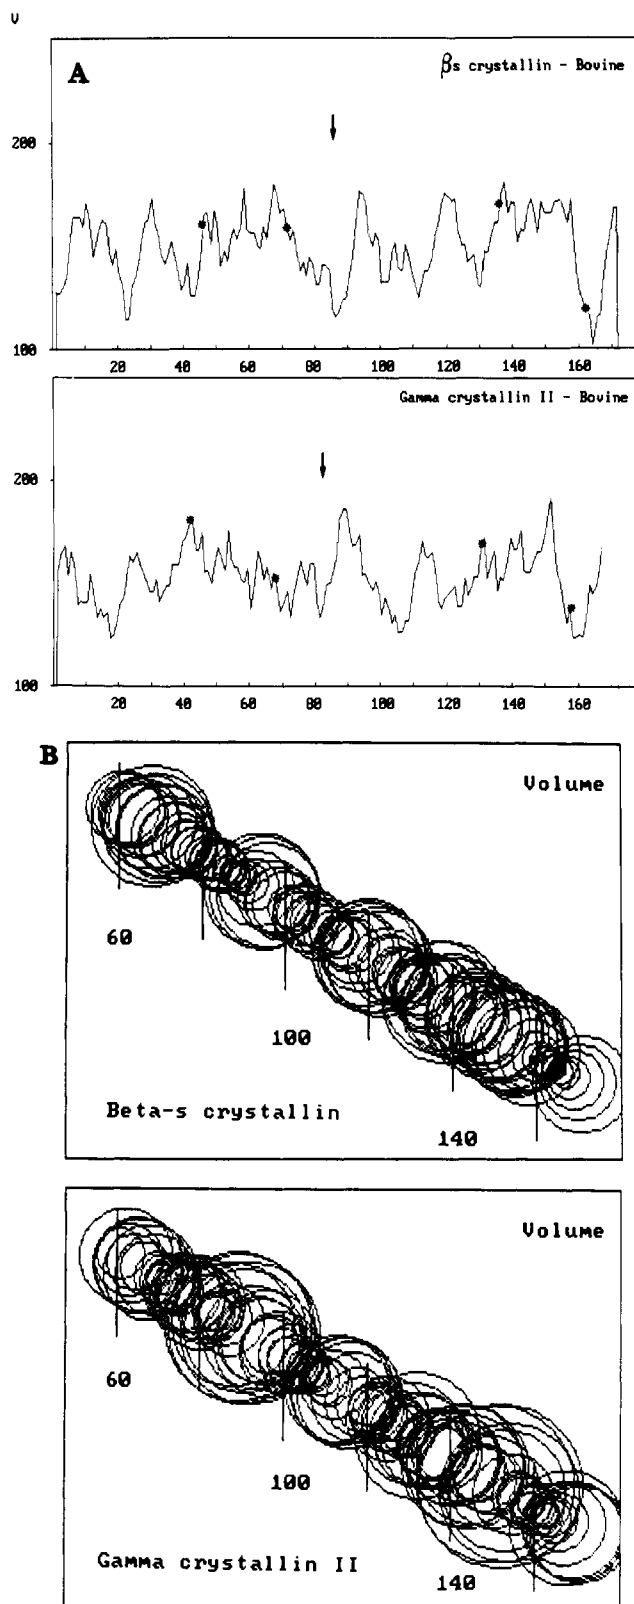 V
A
βs crystallin - Bovine
200
100
20 40 60 80 100 120 140 160
Gamma crystallin II - Bovine
200
100
20 40 60 80 100 120 140 160
B
Volume
60
100
Beta-s crystallin
140
Volume
60
100
Gamma crystallin II
140